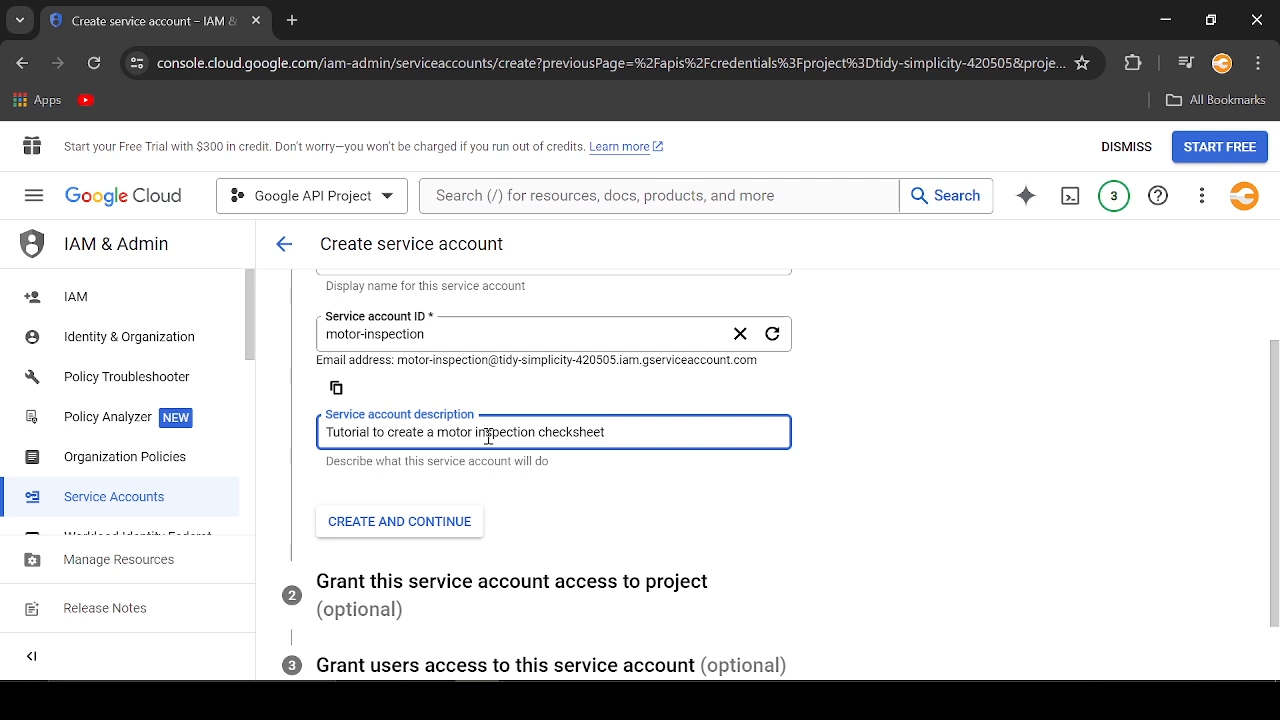 Create service account – IAM &
console.cloud.google.com/iam-admin/serviceaccounts/create?previousPage=%2Fapis%2Fcredentials%3Fproject%3Dtidy-simplicity-420505&proje...
Apps
All Bookmarks
Start your Free Trial with $300 in credit. Don't worry—you won't be charged if you run out of credits. Learn more
DISMISS
START FREE
Google Cloud
Google API Project
Search (/) for resources, docs, products, and more
Search
3
IAM & Admin
Create service account
IAM
Identity & Organization
Policy Troubleshooter
Policy Analyzer NEW
Organization Policies
Service Accounts
Workload Identity Federat
Manage Resources
Release Notes
Display name for this service account
Service account ID *
motor-inspection
Email address: motor-inspection@tidy-simplicity-420505.iam.gserviceaccount.com
Service account description
Tutorial to create a motor inspection checksheet
Describe what this service account will do
CREATE AND CONTINUE
2 Grant this service account access to project
(optional)
3 Grant users access to this service account (optional)